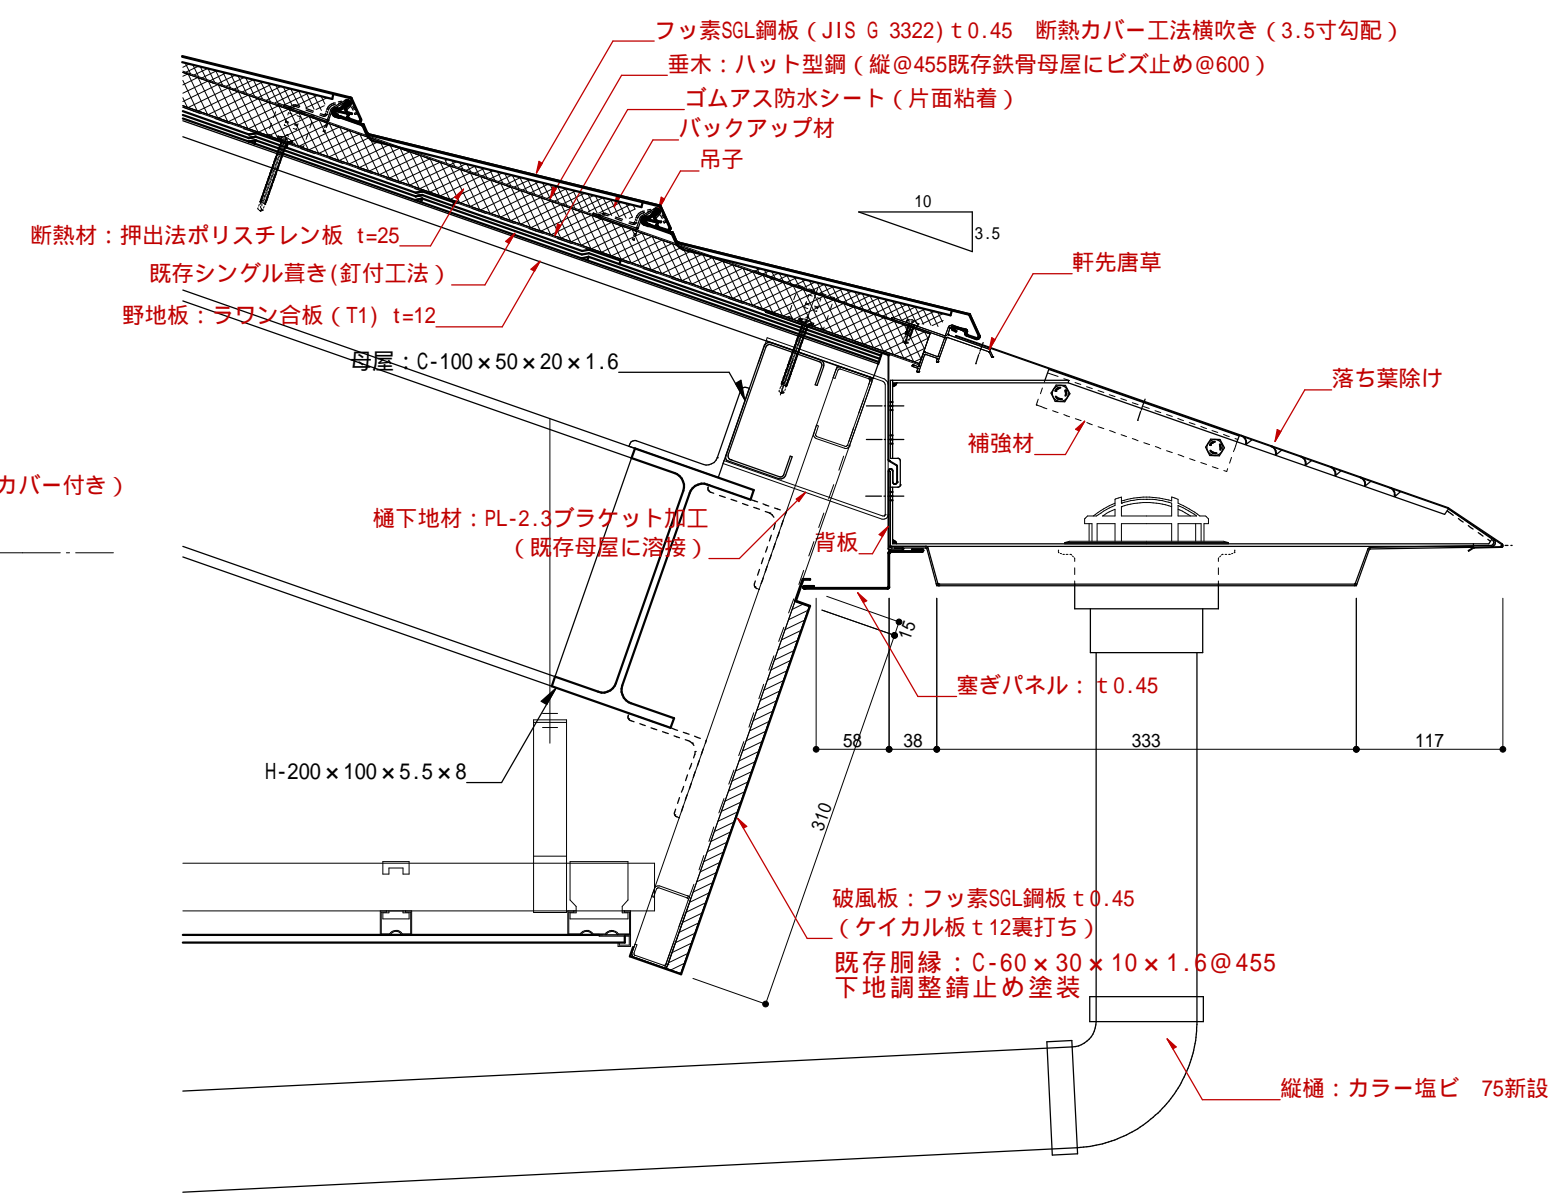 フッ素SGL鋼板(JIS G 3322)t0.45　断熱カバー工法横吹き(3.5寸勾配)
垂木:ハット型鋼(縦@455既存鉄骨母屋にビズ止め@600)
ゴムアス防水シート(片面粘着)
バックアップ材
吊子
10
3.5
断熱材:押出法ポリスチレン板 t=25
既存シングル葺き(釘付工法)
野地板:ラワン合板(T1) t=12
母屋:C-100×50×20×1.6
軒先唐草
落ち葉除け
補強材
カバー付き)
樋下地材:PL-2.3ブラケット加工
(既存母屋に溶接)
背板
15
塞ぎパネル:t0.45
58
38
333
117
H-200×100×5.5×8
310
破風板:フッ素SGL鋼板t0.45
(ケイカル板t12裏打ち)
既存胴縁:C-60×30×10×1.6@455
下地調整錆止め塗装
縦樋:カラー塩ビ　75新設